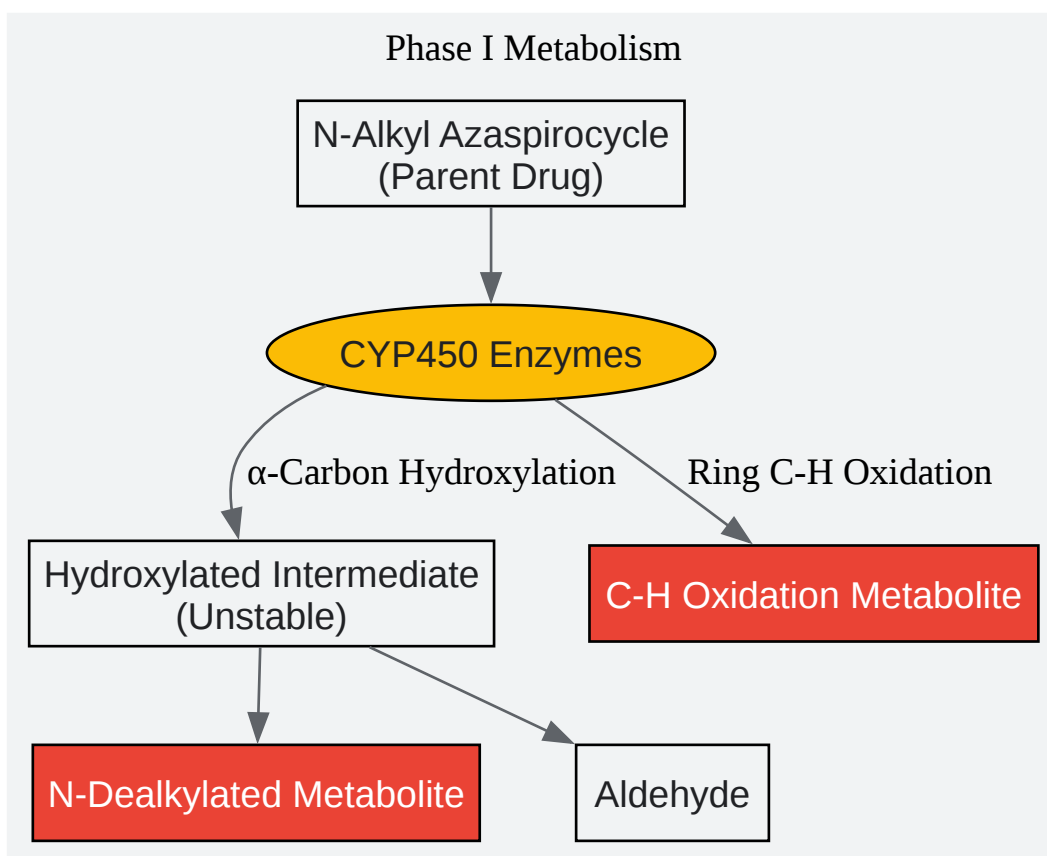 Phase I Metabolism
N-Alkyl Azaspirocycle
(Parent Drug)
CYP450 Enzymes
α-Carbon Hydroxylation
Ring C-H Oxidation
Hydroxylated Intermediate
(Unstable)
C-H Oxidation Metabolite
N-Dealkylated Metabolite
Aldehyde